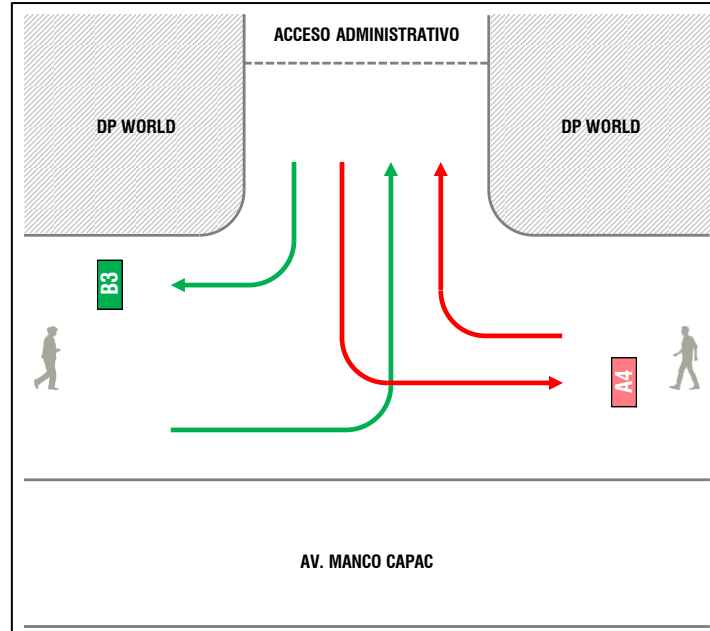 ACCESO ADMINISTRATIVO
DP WORLD
DP WORLD
B3
A4
AV. MANCO CAPAC